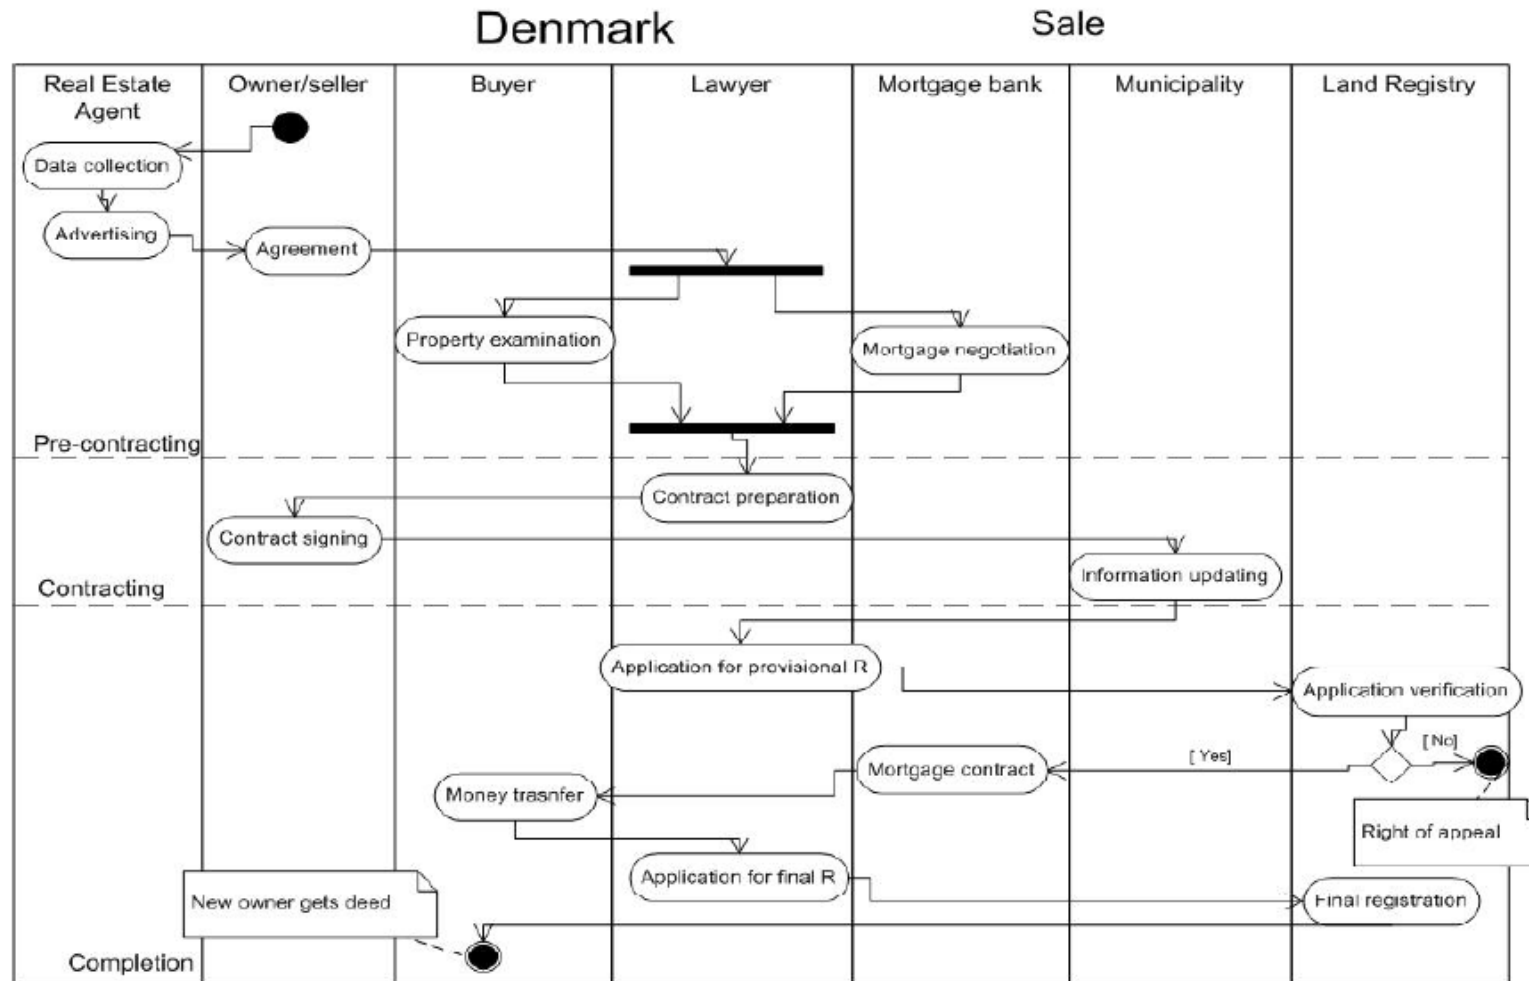 Denmark
Sale
Real Estate
Agent
Owner/seller
Buyer
Lawyer
Mortgage bank
Municipality
Land Registry
Data collection
Advertising
Agreement
Property examination
Mortgage negotiation
Pre-contracting
Contract preparation
Contract signing
Information updating
Contracting
Application for provisional R
Application verification
[ No]
[ Yes]
Mortgage contract
Money trasnfer
Right of appeal
Application for final R
New owner gets deed
Final registration
Completion